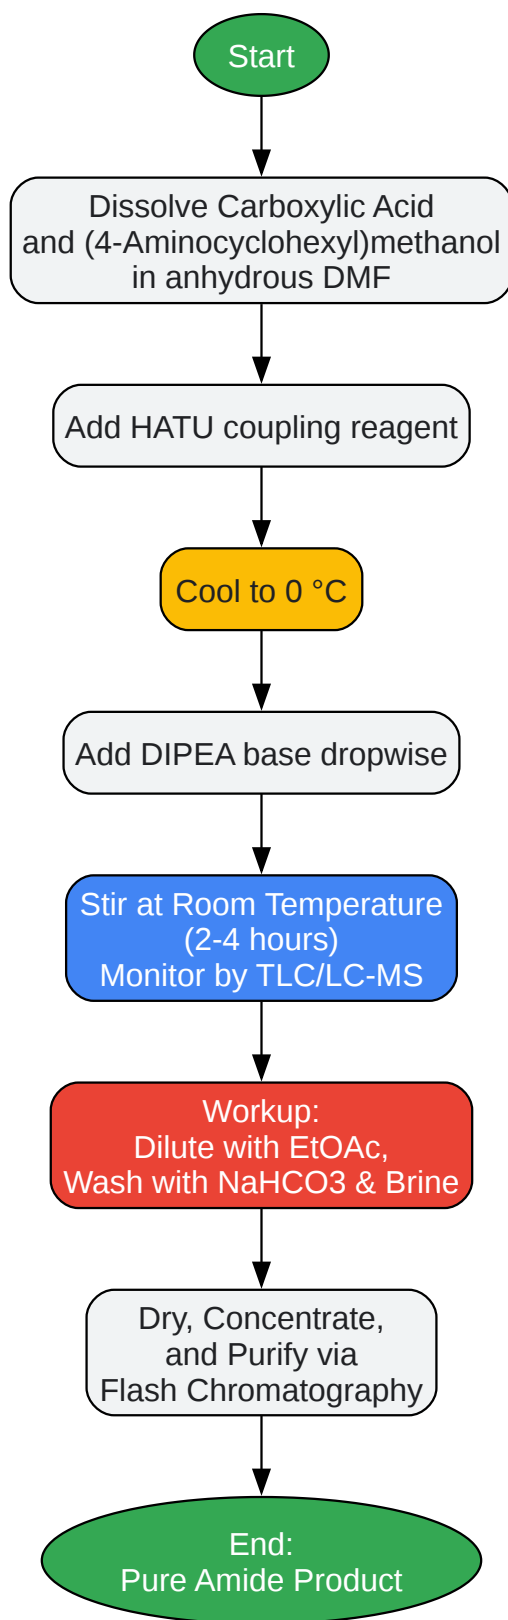 Start
Dissolve Carboxylic Acid
and (4-Aminocyclohexyl)methanol
in anhydrous DMF
Add HATU coupling reagent
Cool to 0 °C
Add DIPEA base dropwise
Stir at Room Temperature
(2-4 hours)
Monitor by TLC/LC-MS
Workup:
Dilute with EtOAc,
Wash with NaHCO3 & Brine
Dry, Concentrate,
and Purify via
Flash Chromatography
End:
Pure Amide Product